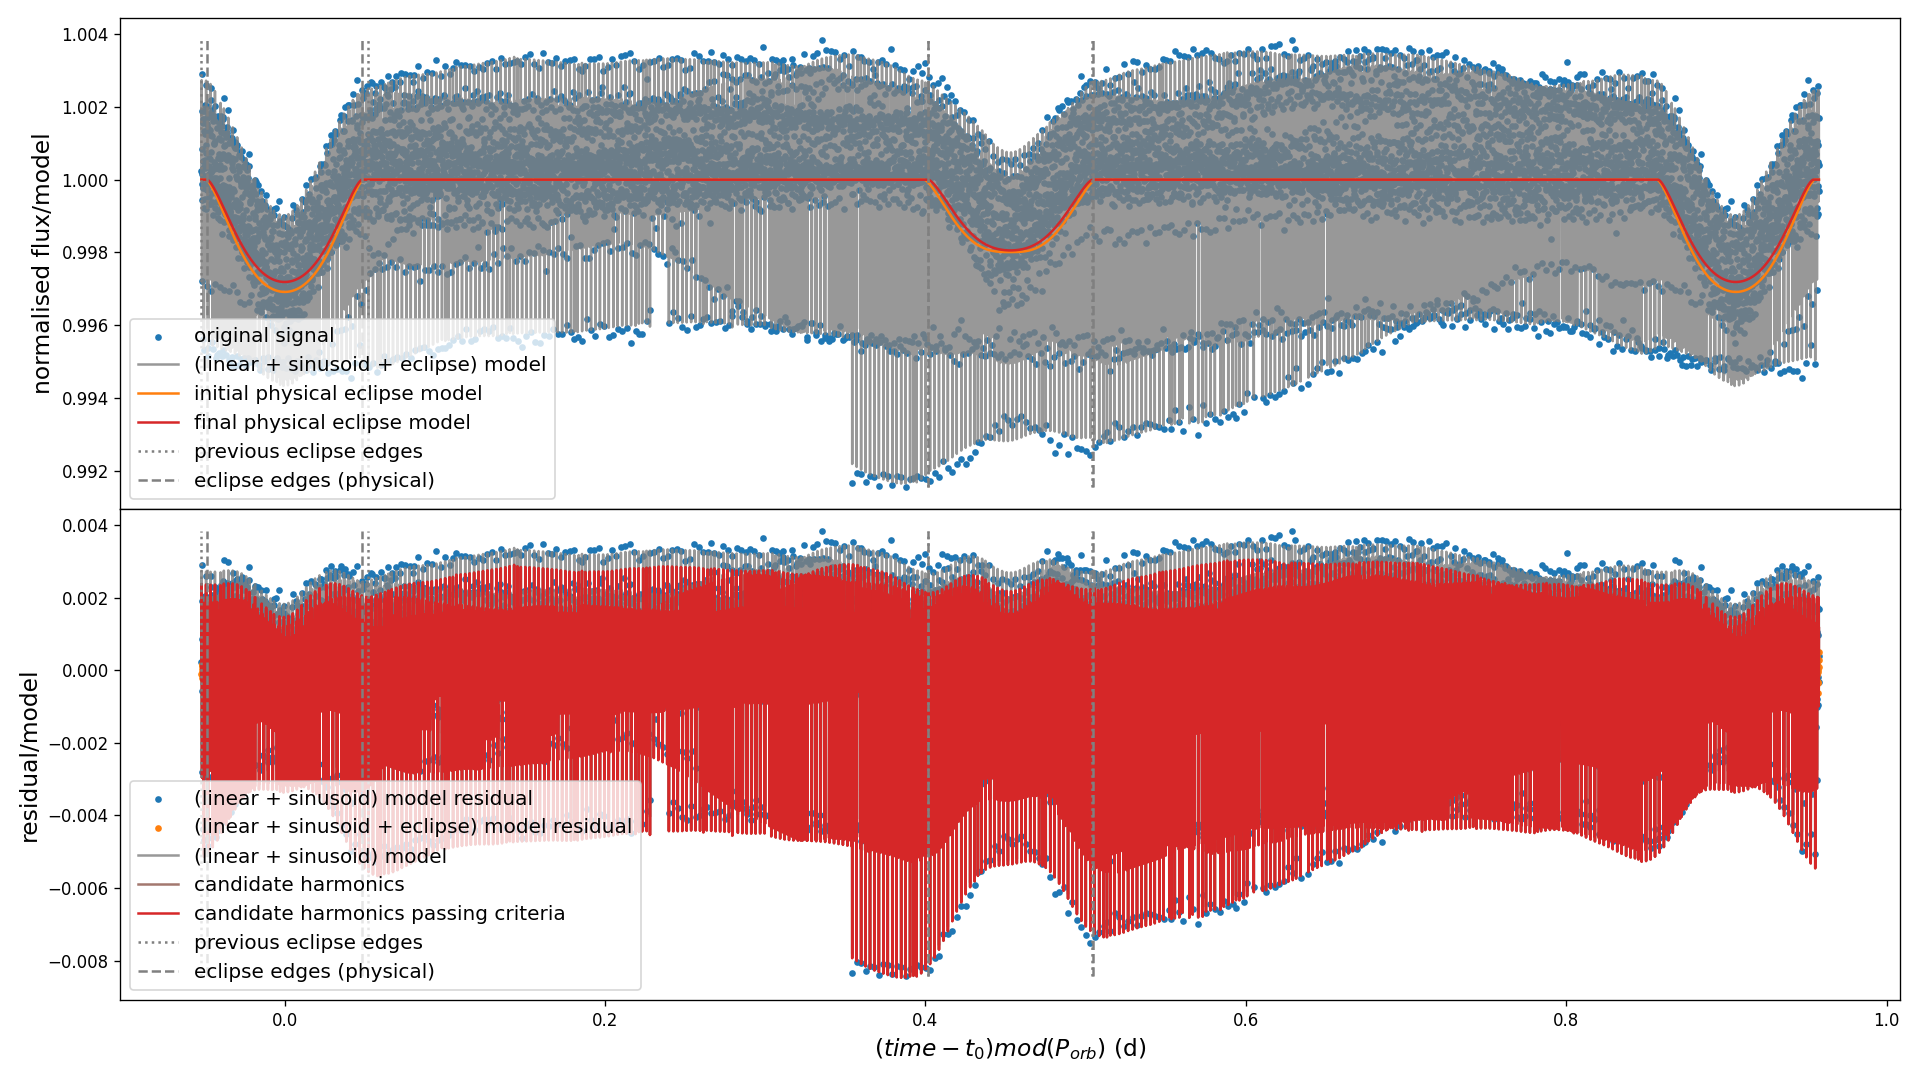 1.004
1.002
1.000
0.998
0.996
0.994
0.992
normalised flux/model
original signal
(linear + sinusoid + eclipse) model
initial physical eclipse model
final physical eclipse model
previous eclipse edges
eclipse edges (physical)
0.004
0.002
0.000
−0.002
−0.004
−0.006
−0.008
residual/model
(linear + sinusoid) model residual
(linear + sinusoid + eclipse) model residual
(linear + sinusoid) model
candidate harmonics
candidate harmonics passing criteria
previous eclipse edges
eclipse edges (physical)
0.0 0.2 0.4 0.6 0.8 1.0
(time − t₀)mod(P_orb) (d)